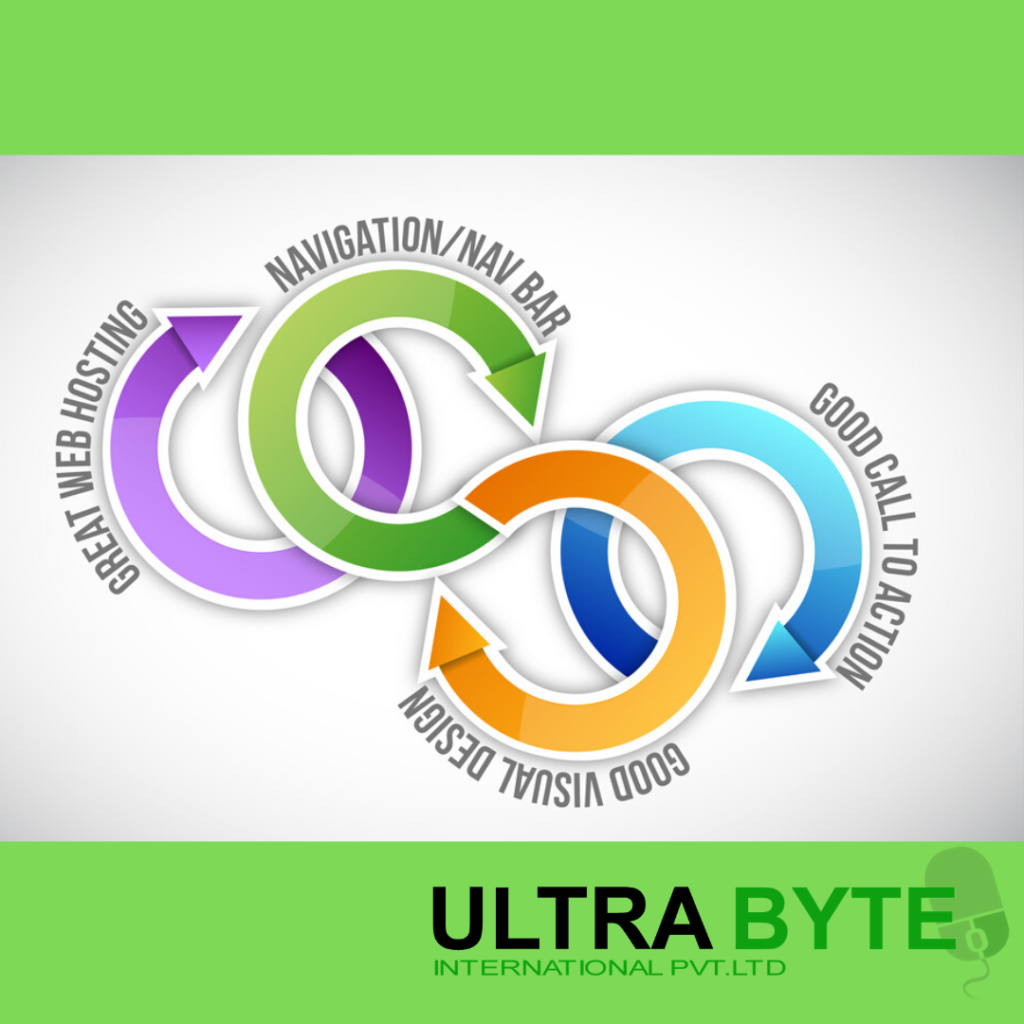 NAVIGATION/NAV BAR
GREAT WEB HOSTING
GOOD CALL TO ACTION
GOOD VISUAL DESIGN
ULTRA BYTE
INTERNATIONAL PVT.LTD